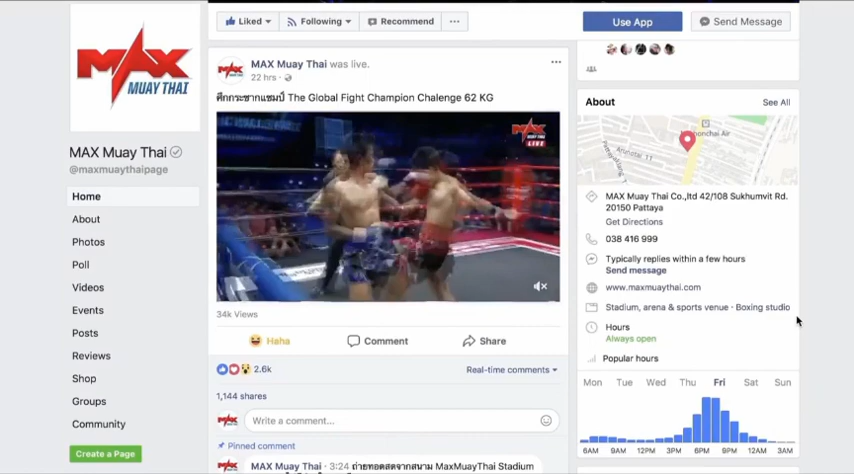 Liked
Following
Recommend
Use App
Send Message
MAX
MUAY THAI
MAX Muay Thai
@maxmuaythaipage
Home
About
Photos
Poll
Videos
Events
Posts
Reviews
Shop
Groups
Community
Create a Page
MAX Muay Thai was live.
22 hrs ·
ศึกกระชากแชมป์ The Global Fight Champion Chalenge 62 KG
MAX
MUAY THAI
LIVE
34k Views
Haha
Comment
Share
2.6k
Real-time comments
1,144 shares
Write a comment...
Pinned comment
MAX Muay Thai · 3:24 ถ่ายทอดสดจากสนาม MaxMuayThai Stadium
About
See All
Arunotai 11
MAX Muay Thai Co.,ltd 42/108 Sukhumvit Rd.
20150 Pattaya
Get Directions
038 416 999
Typically replies within a few hours
Send message
www.maxmuaythai.com
Stadium, arena & sports venue · Boxing studio
Hours
Always open
Popular hours
Mon Tue Wed Thu Fri Sat Sun
6AM 9AM 12PM 3PM 6PM 9PM 12AM 3AM